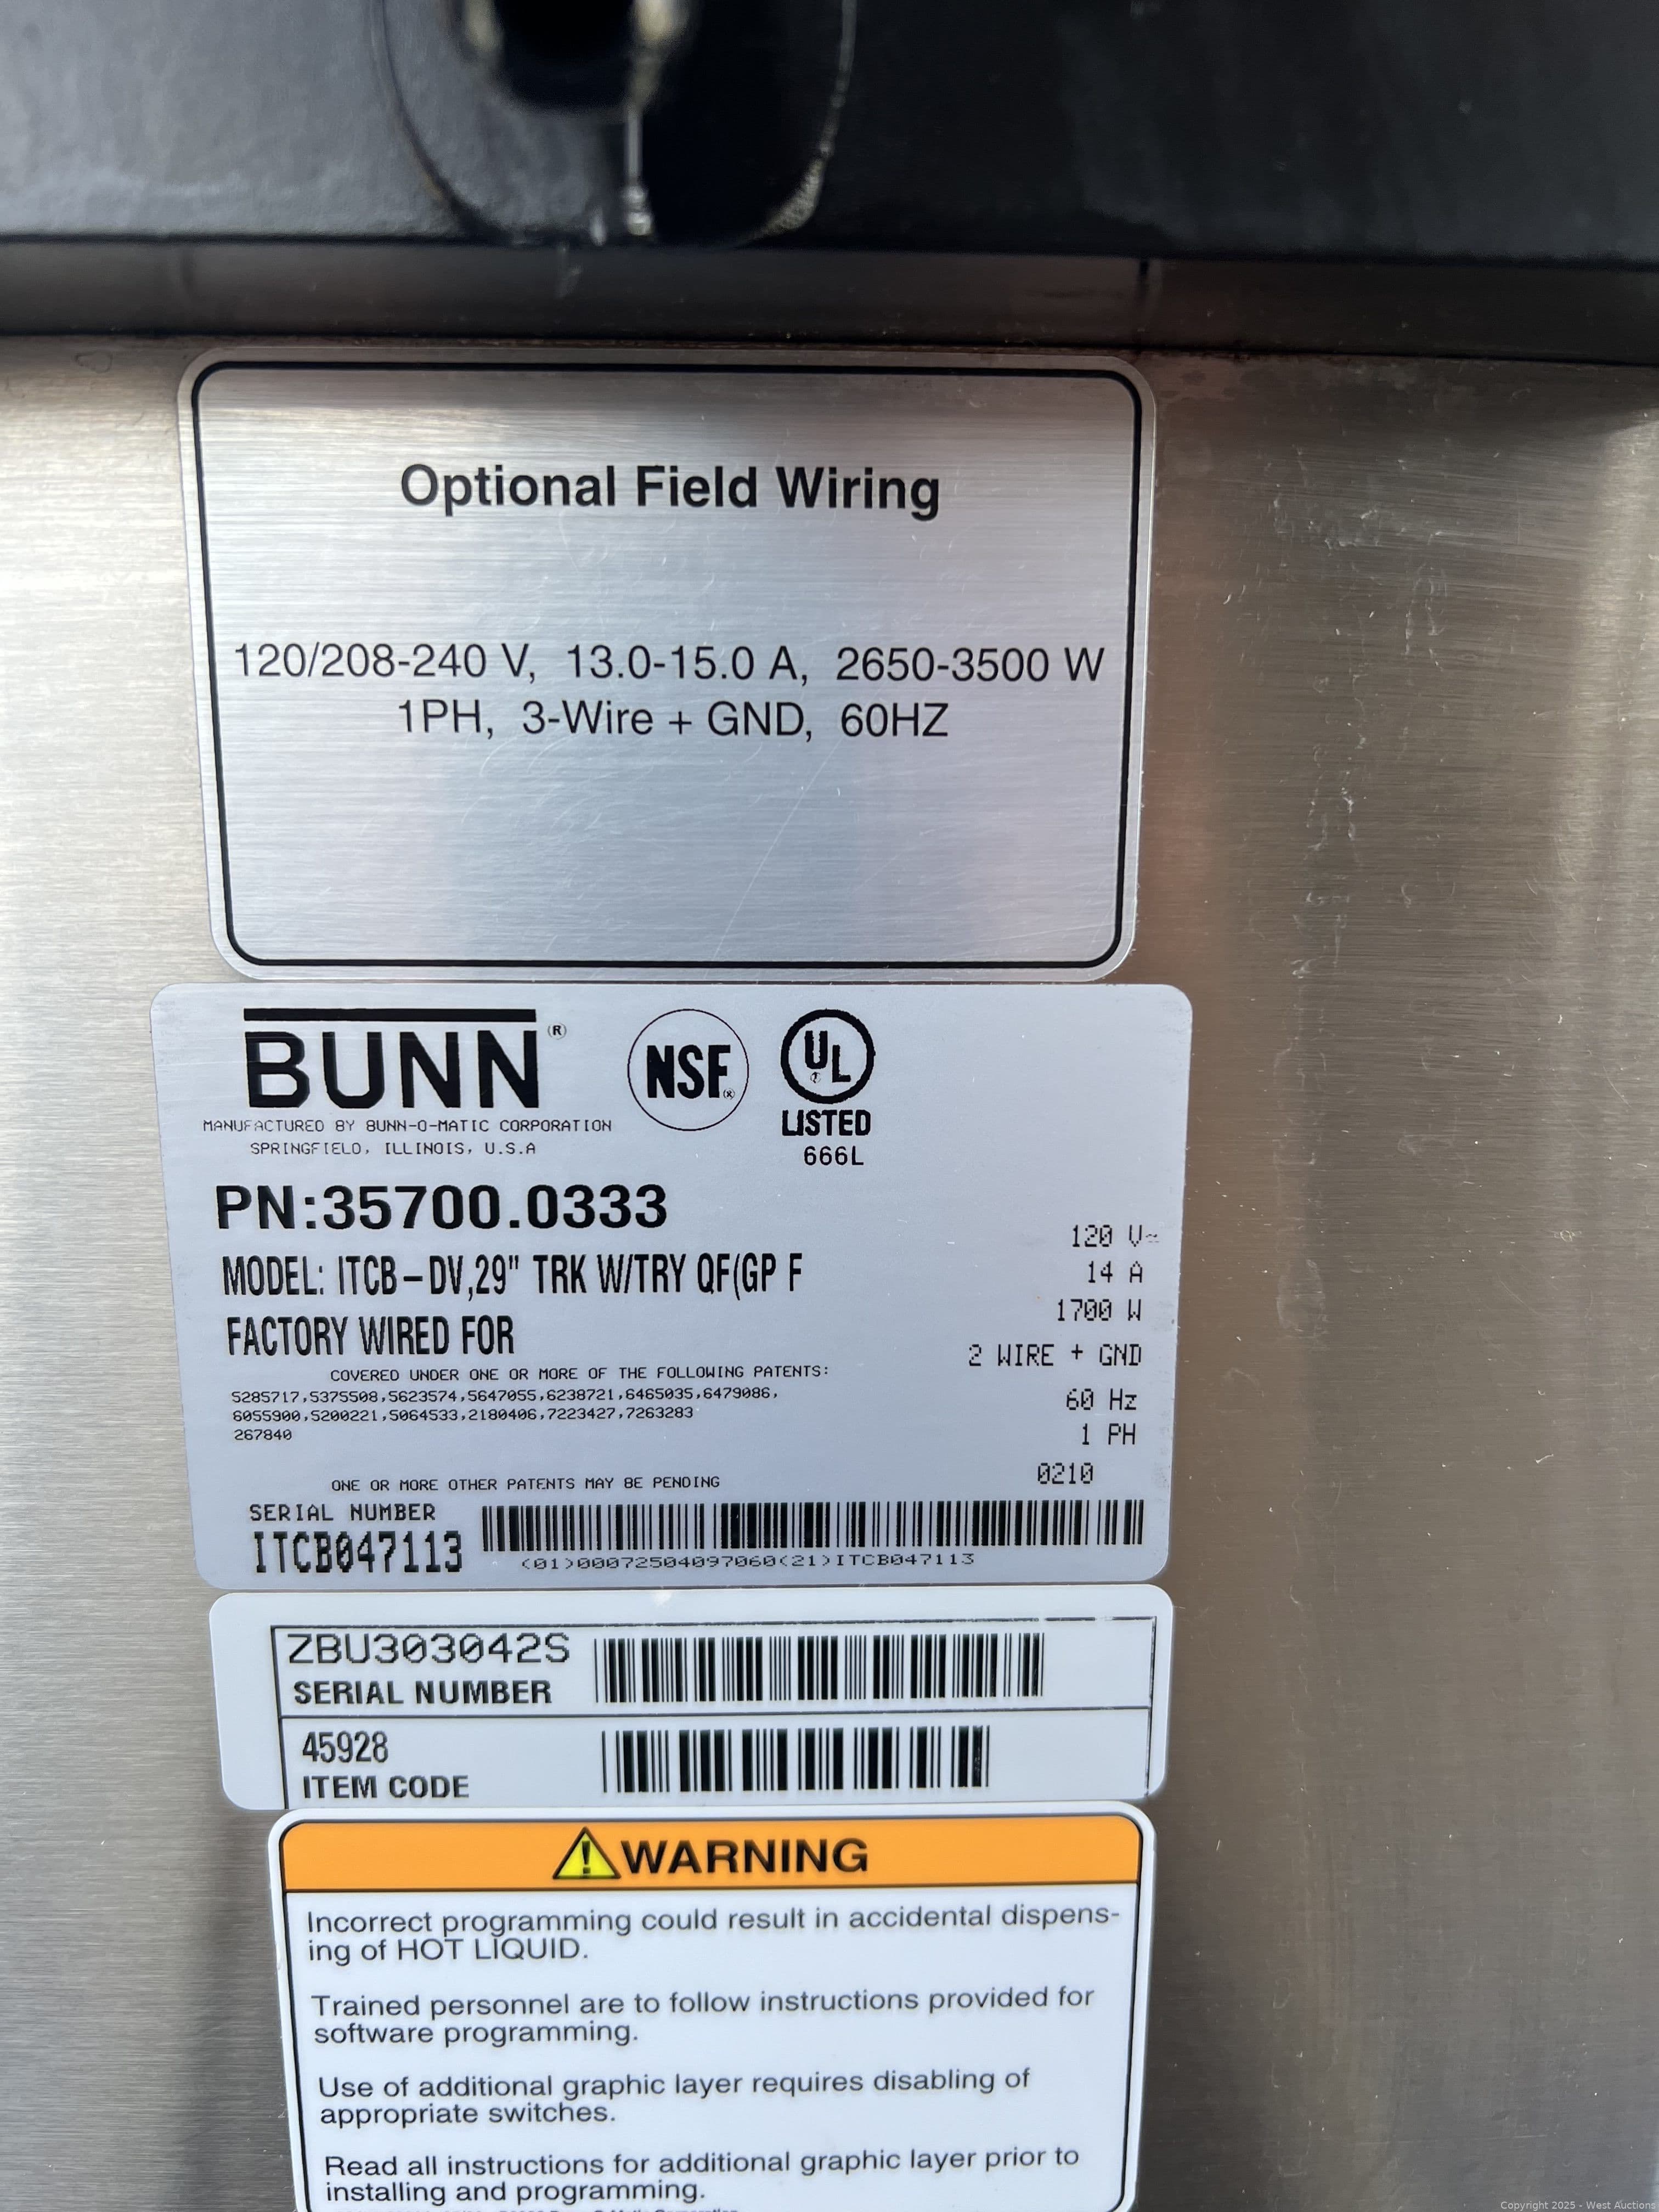 Optional Field Wiring
120/208-240 V, 13.0-15.0 A, 2650-3500 W
1PH, 3-Wire + GND, 60HZ
BUNN®
NSF®
UL
LISTED
666L
MANUFACTURED BY BUNN-O-MATIC CORPORATION
SPRINGFIELD, ILLINOIS, U.S.A
PN:35700.0333
MODEL: ITCB-DV,29" TRK W/TRY QF(GP F
FACTORY WIRED FOR
120 V~
14 A
1700 W
2 WIRE + GND
60 Hz
1 PH
0210
COVERED UNDER ONE OR MORE OF THE FOLLOWING PATENTS:
5285717,5375508,5623574,5647055,6238721,6465035,6479086,
6055900,5200221,5064533,2180406,7223427,7263283
267840
ONE OR MORE OTHER PATENTS MAY BE PENDING
SERIAL NUMBER
ITCB047113
(01)00072504097060(21)ITCB047113
ZBU303042S
SERIAL NUMBER
45928
ITEM CODE
WARNING
Incorrect programming could result in accidental dispens-
ing of HOT LIQUID.
Trained personnel are to follow instructions provided for
software programming.
Use of additional graphic layer requires disabling of
appropriate switches.
Read all instructions for additional graphic layer prior to
installing and programming.
Copyright 2025 - West Auctions